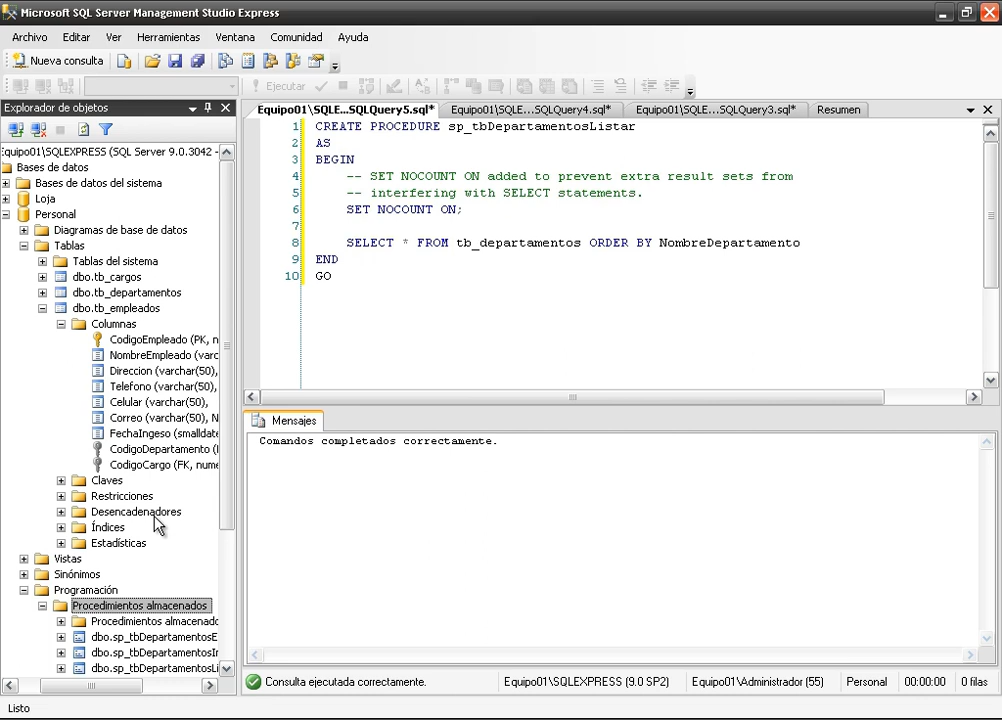 Microsoft SQL Server Management Studio Express
Archivo Editar Ver Herramientas Ventana Comunidad Ayuda
Nueva consulta
Ejecutar
Explorador de objetos
Equipo01\SQLE...SQLQuery5.sql* Equipo01\SQLE...SQLQuery4.sql* Equipo01\SQLE...SQLQuery3.sql* Resumen
quipo01\SQLEXPRESS (SQL Server 9.0.3042 -
Bases de datos
Bases de datos del sistema
Loja
Personal
Diagramas de base de datos
Tablas
Tablas del sistema
dbo.tb_cargos
dbo.tb_departamentos
dbo.tb_empleados
Columnas
CodigoEmpleado (PK, n
NombreEmpleado (varc
Direccion (varchar(50),
Telefono (varchar(50),
Celular (varchar(50),
Correo (varchar(50), N
FechaIngeso (smalldate
CodigoDepartamento (
CodigoCargo (FK, nume
Claves
Restricciones
Desencadenadores
Índices
Estadísticas
Vistas
Sinónimos
Programación
Procedimientos almacenados
Procedimientos almacenado
dbo.sp_tbDepartamentosE
dbo.sp_tbDepartamentosIn
dbo.sp_tbDepartamentosLi
1 CREATE PROCEDURE sp_tbDepartamentosListar
2 AS
3 BEGIN
4 -- SET NOCOUNT ON added to prevent extra result sets from
5 -- interfering with SELECT statements.
6 SET NOCOUNT ON;
7
8 SELECT * FROM tb_departamentos ORDER BY NombreDepartamento
9 END
10 GO
Mensajes
Comandos completados correctamente.
Consulta ejecutada correctamente. Equipo01\SQLEXPRESS (9.0 SP2) Equipo01\Administrador (55) Personal 00:00:00 0 filas
Listo